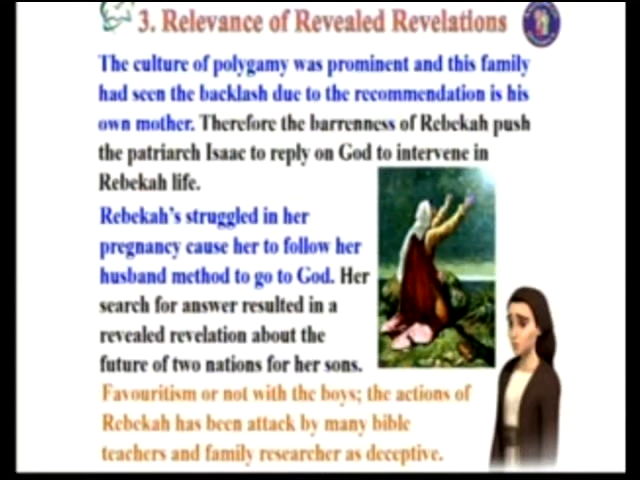 3. Relevance of Revealed Revelations
The culture of polygamy was prominent and this family
had seen the backlash due to the recommendation is his
own mother. Therefore the barrenness of Rebekah push
the patriarch Isaac to reply on God to intervene in
Rebekah life.
Rebekah's struggled in her
pregnancy cause her to follow her
husband method to go to God. Her
search for answer resulted in a
revealed revelation about the
future of two nations for her sons.
Favouritism or not with the boys; the actions of
Rebekah has been attack by many bible
teachers and family researcher as deceptive.